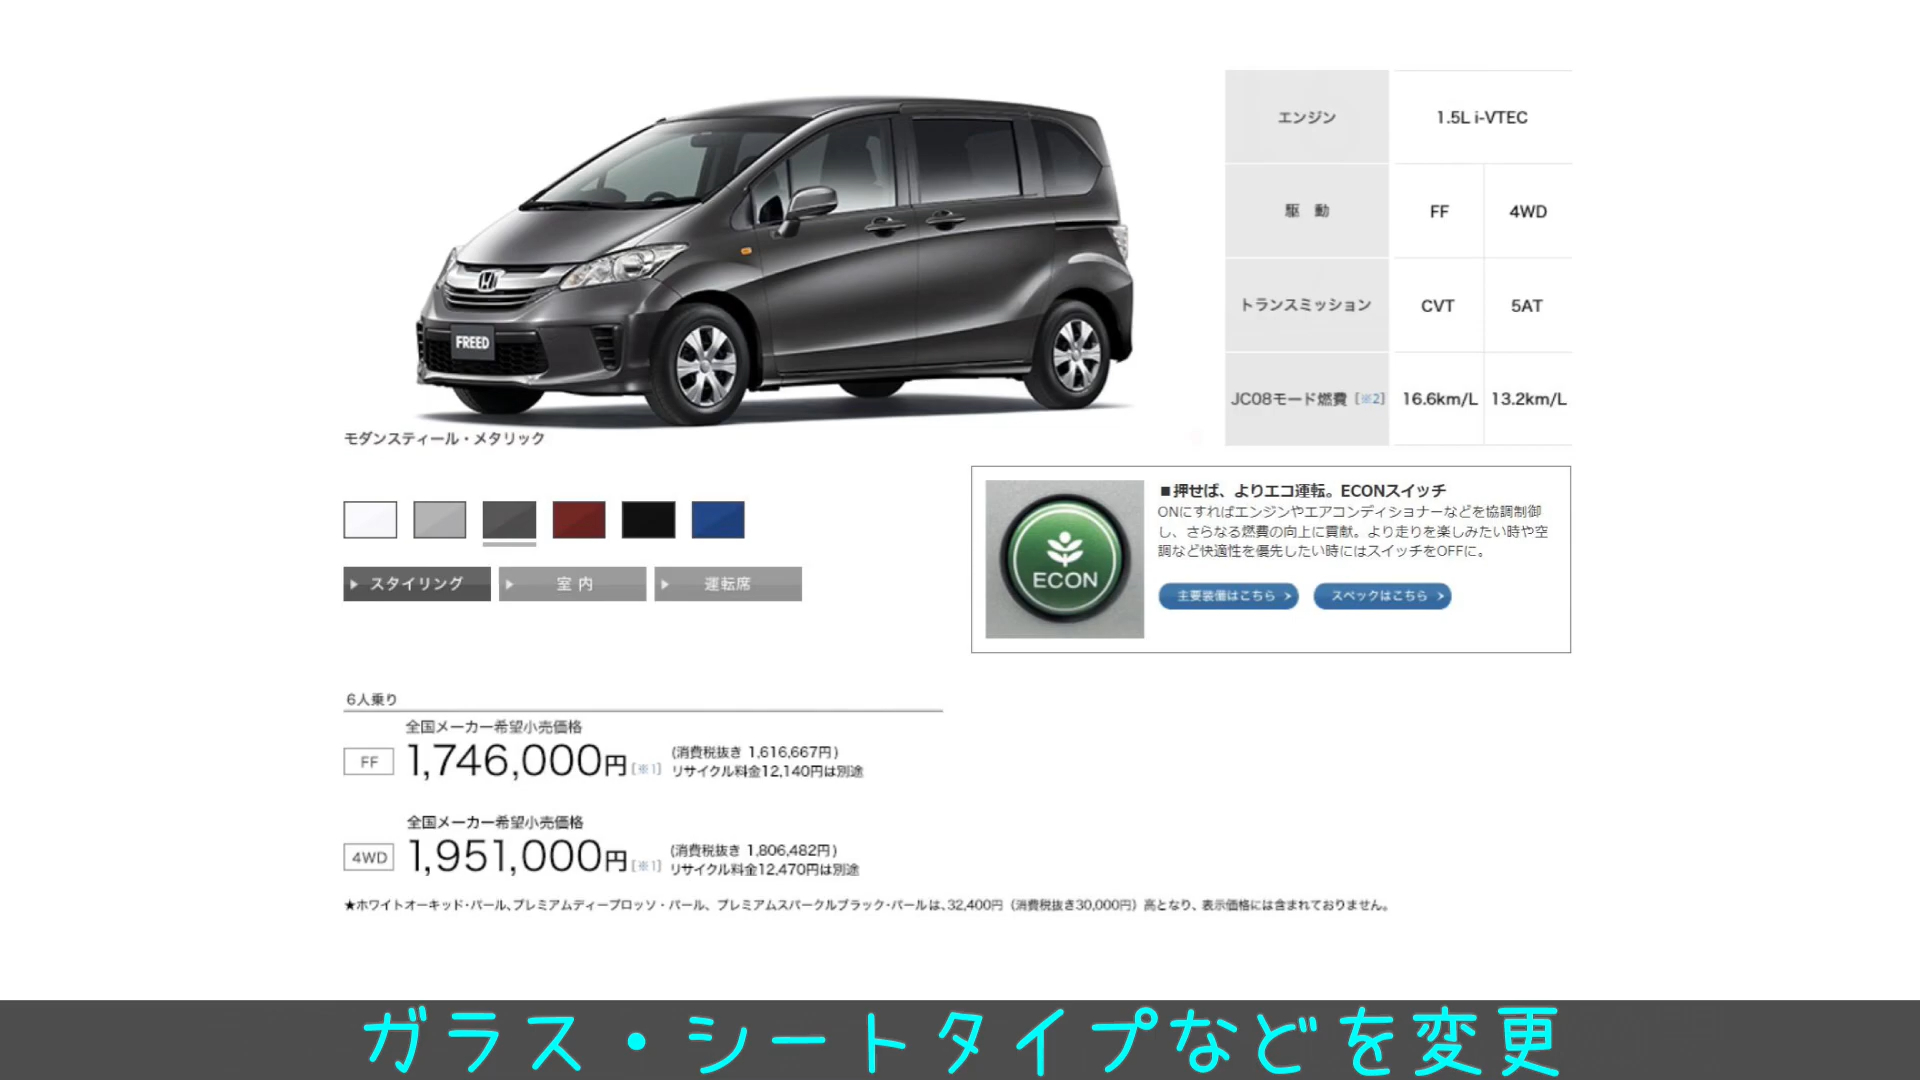 エンジン 1.5L i-VTEC
駆 動 FF 4WD
トランスミッション CVT 5AT
JC08モード燃費［※2］ 16.6km/L 13.2km/L
FREED
モダンスティール・メタリック
スタイリング 室 内 運転席
■押せば、よりエコ運転。ECONスイッチ
ONにすればエンジンやエアコンディショナーなどを協調制御
し、さらなる燃費の向上に貢献。より走りを楽しみたい時や空
調など快適性を優先したい時にはスイッチをOFFに。
ECON
主要装備はこちら スペックはこちら
6人乗り
全国メーカー希望小売価格
FF 1,746,000円［※1］
(消費税抜き 1,616,667円)
リサイクル料金12,140円は別途
全国メーカー希望小売価格
4WD 1,951,000円［※1］
(消費税抜き 1,806,482円)
リサイクル料金12,470円は別途
★ホワイトオーキッド・パール、プレミアムディープロッソ・パール、プレミアムスパークルブラック・パールは、32,400円（消費税抜き30,000円）高となり、表示価格には含まれておりません。
ガラス・シートタイプなどを変更